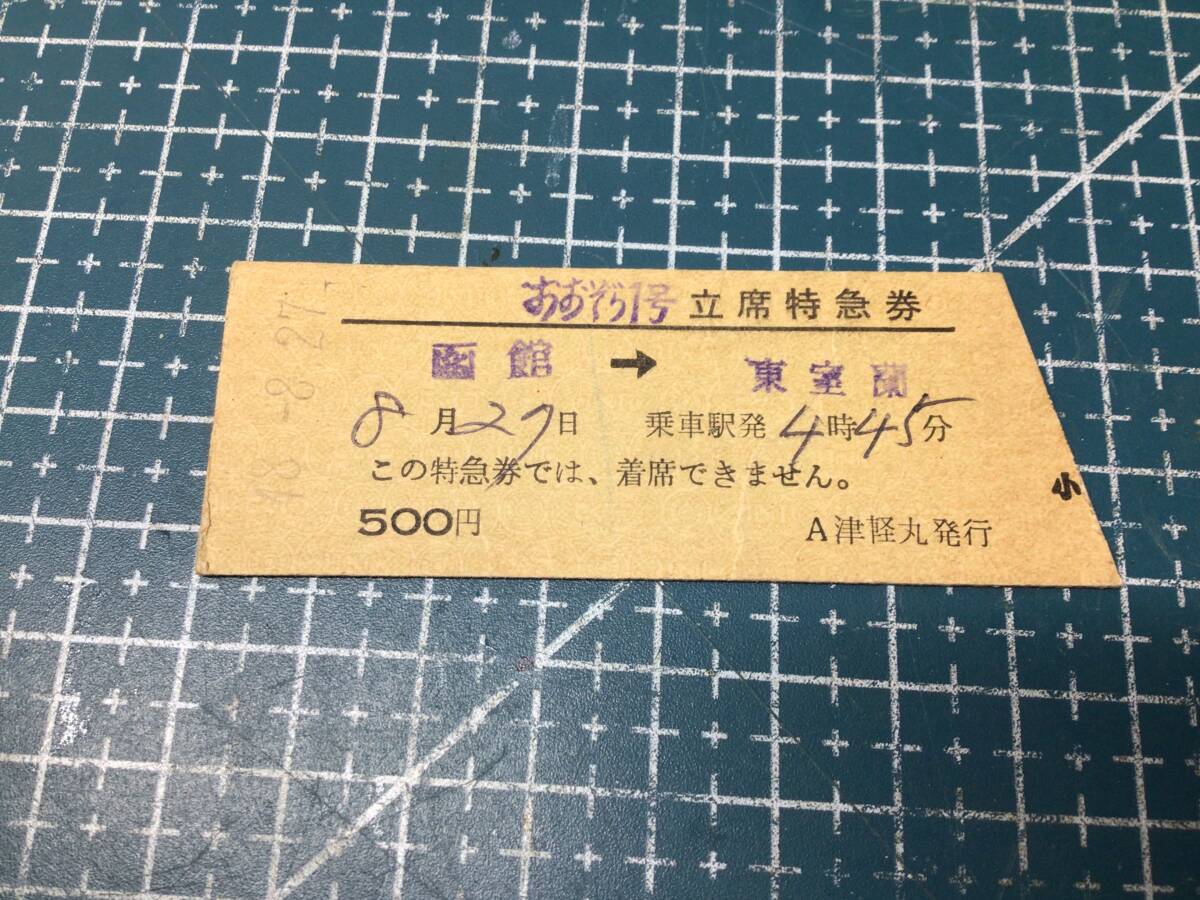 おおぞら1号 立席特急券
函館 → 東室蘭
8月27日 乗車駅発4時45分
この特急券では、着席できません。
500円 A津軽丸発行
小
48-8-27